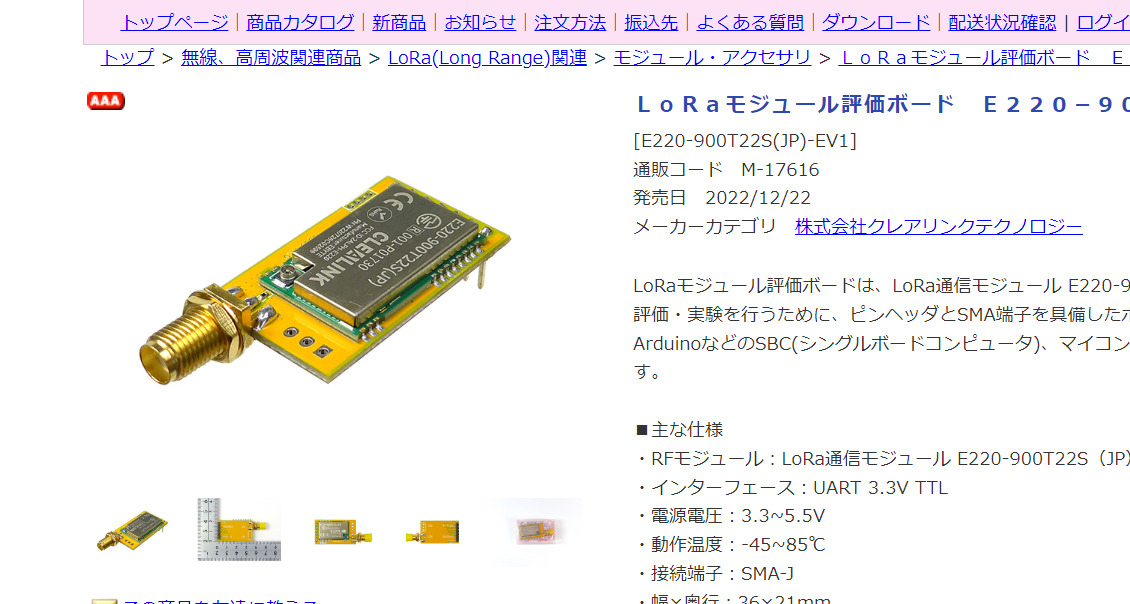 トップページ｜商品カタログ｜新商品｜お知らせ｜注文方法｜振込先｜よくある質問｜ダウンロード｜配送状況確認 | ログイ
トップ > 無線、高周波関連商品 > LoRa(Long Range)関連 > モジュール・アクセサリ > ＬｏＲａモジュール評価ボード　Ｅ
AAA
ＬｏＲａモジュール評価ボード　Ｅ２２０－９０
[E220-900T22S(JP)-EV1]
通販コード　M-17616
発売日　2022/12/22
メーカーカテゴリ　株式会社クレアリンクテクノロジー
E220-900T22S(JP)
R 001-P01730
CLEALINK
LoRaモジュール評価ボードは、LoRa通信モジュール E220-9
評価・実験を行うために、ピンヘッダとSMA端子を具備した
ArduinoなどのSBC(シングルボードコンピュータ)、マイコン
す。
■主な仕様
・RFモジュール：LoRa通信モジュール E220-900T22S（JP）
・インターフェース：UART 3.3V TTL
・電源電圧：3.3~5.5V
・動作温度：-45~85℃
・接続端子：SMA-J
・幅×奥行：36×21mm
この商品を友達に教える